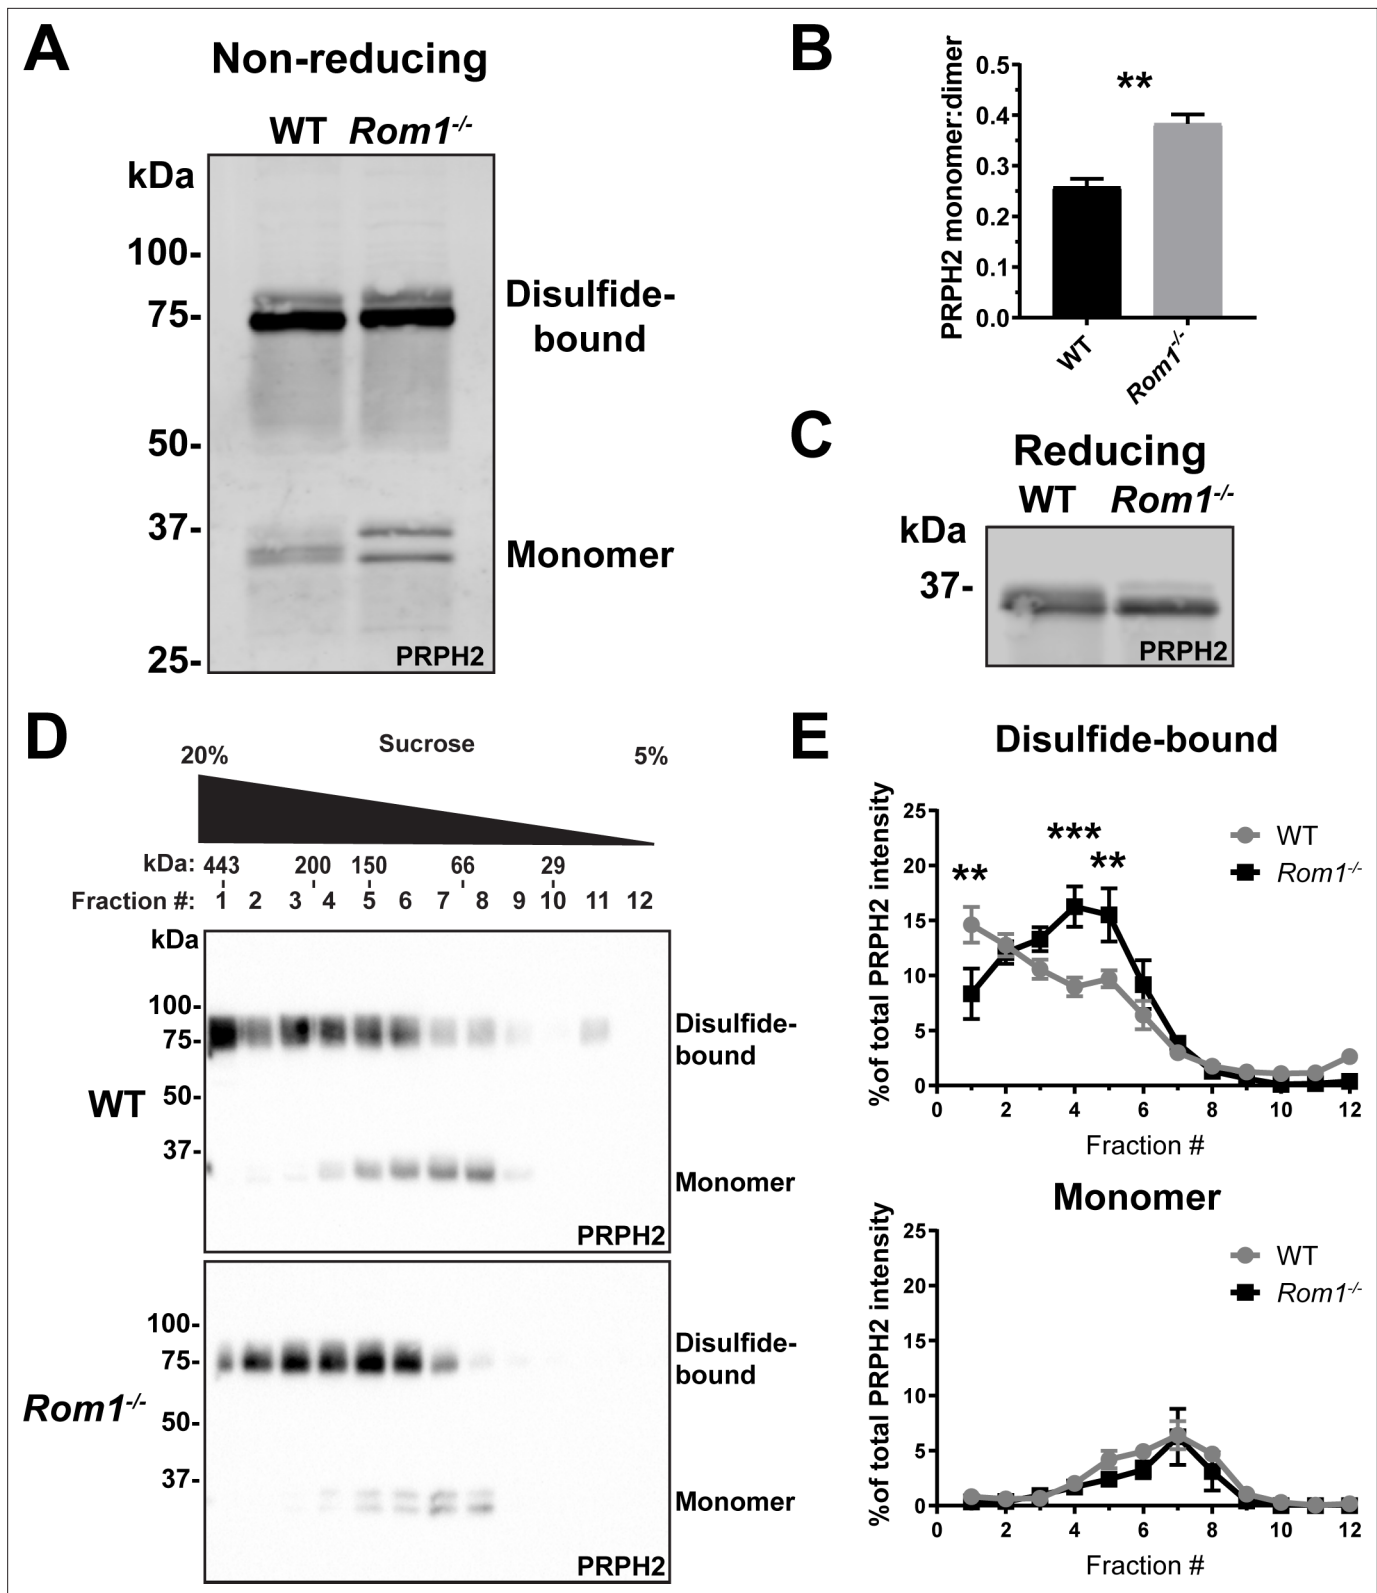 A
Non-reducing
WT Rom1-/-
kDa
100-
75-
50-
37-
25-
Disulfide-
bound
Monomer
PRPH2
B
PRPH2 monomer:dimer
0.5
0.4
0.3
0.2
0.1
0.0
**
WT
Rom1-/-
C
Reducing
WT Rom1-/-
kDa
37-
PRPH2
D
20% Sucrose 5%
kDa: 443 200 150 66 29
Fraction #: 1 2 3 4 5 6 7 8 9 10 11 12
kDa
100-
75-
50-
37-
WT
Disulfide-
bound
Monomer
PRPH2
100-
75-
50-
37-
Rom1-/-
Disulfide-
bound
Monomer
PRPH2
E
Disulfide-bound
%of total PRPH2 intensity
25
20
15
10
5
0
** *** **
WT
Rom1-/-
0 2 4 6 8 10 12
Fraction #
Monomer
%of total PRPH2 intensity
25
20
15
10
5
0
WT
Rom1-/-
0 2 4 6 8 10 12
Fraction #